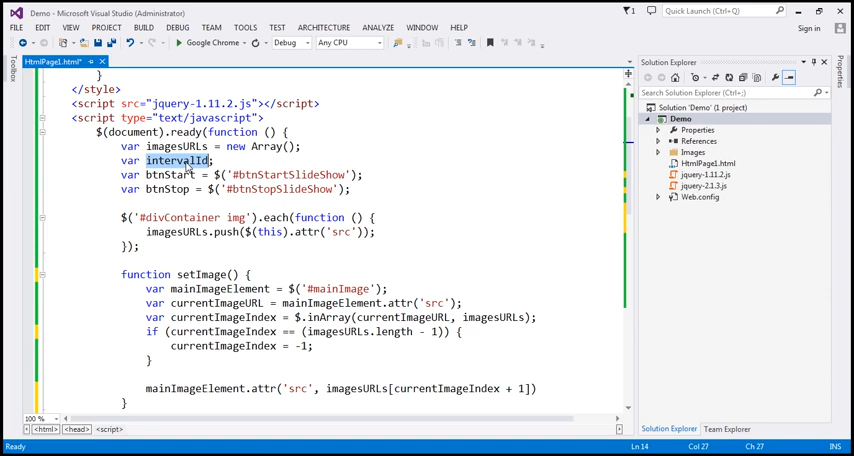 Demo - Microsoft Visual Studio (Administrator)
1
Quick Launch (Ctrl+Q)
FILE EDIT VIEW PROJECT BUILD DEBUG TEAM TOOLS TEST ARCHITECTURE ANALYZE WINDOW HELP
Sign in
Google Chrome Debug Any CPU
Toolbox
HtmlPage1.html*
}
</style>
<script src="jquery-1.11.2.js"></script>
<script type="text/javascript">
$(document).ready(function () {
var imagesURLs = new Array();
var intervalId;
var btnStart = $('#btnStartSlideShow');
var btnStop = $('#btnStopSlideShow');
$('#divContainer img').each(function () {
imagesURLs.push($(this).attr('src'));
});
function setImage() {
var mainImageElement = $('#mainImage');
var currentImageURL = mainImageElement.attr('src');
var currentImageIndex = $.inArray(currentImageURL, imagesURLs);
if (currentImageIndex == (imagesURLs.length - 1)) {
currentImageIndex = -1;
}
mainImageElement.attr('src', imagesURLs[currentImageIndex + 1])
}
100 %
<html> <head> <script>
Solution Explorer
Search Solution Explorer (Ctrl+;)
Solution 'Demo' (1 project)
Demo
Properties
References
Images
HtmlPage1.html
jquery-1.11.2.js
jquery-2.1.3.js
Web.config
Solution Explorer Team Explorer
Properties
Ready Ln 14 Col 27 Ch 27 INS